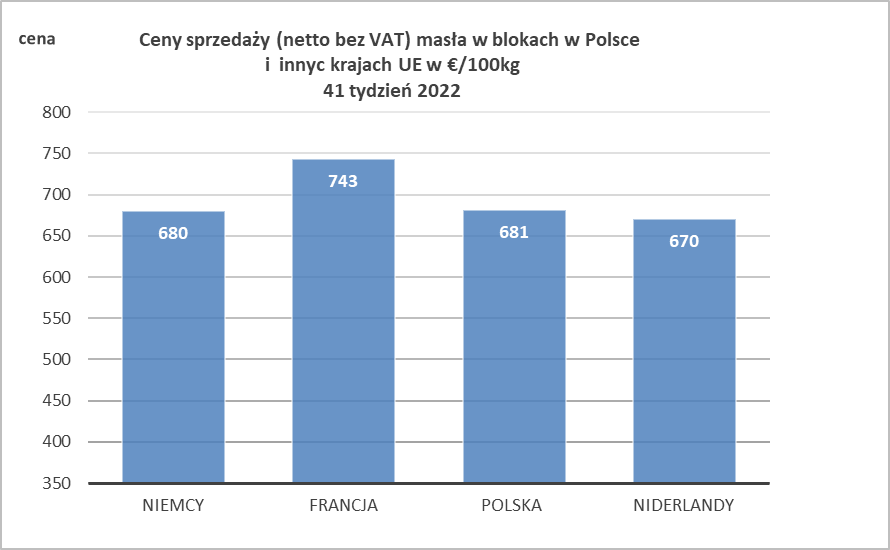 cena
Ceny sprzedaży (netto bez VAT) masła w blokach w Polsce
i innyc krajach UE w €/100kg
41 tydzień 2022
800
750
700
650
600
550
500
450
400
350
680
743
681
670
NIEMCY
FRANCJA
POLSKA
NIDERLANDY